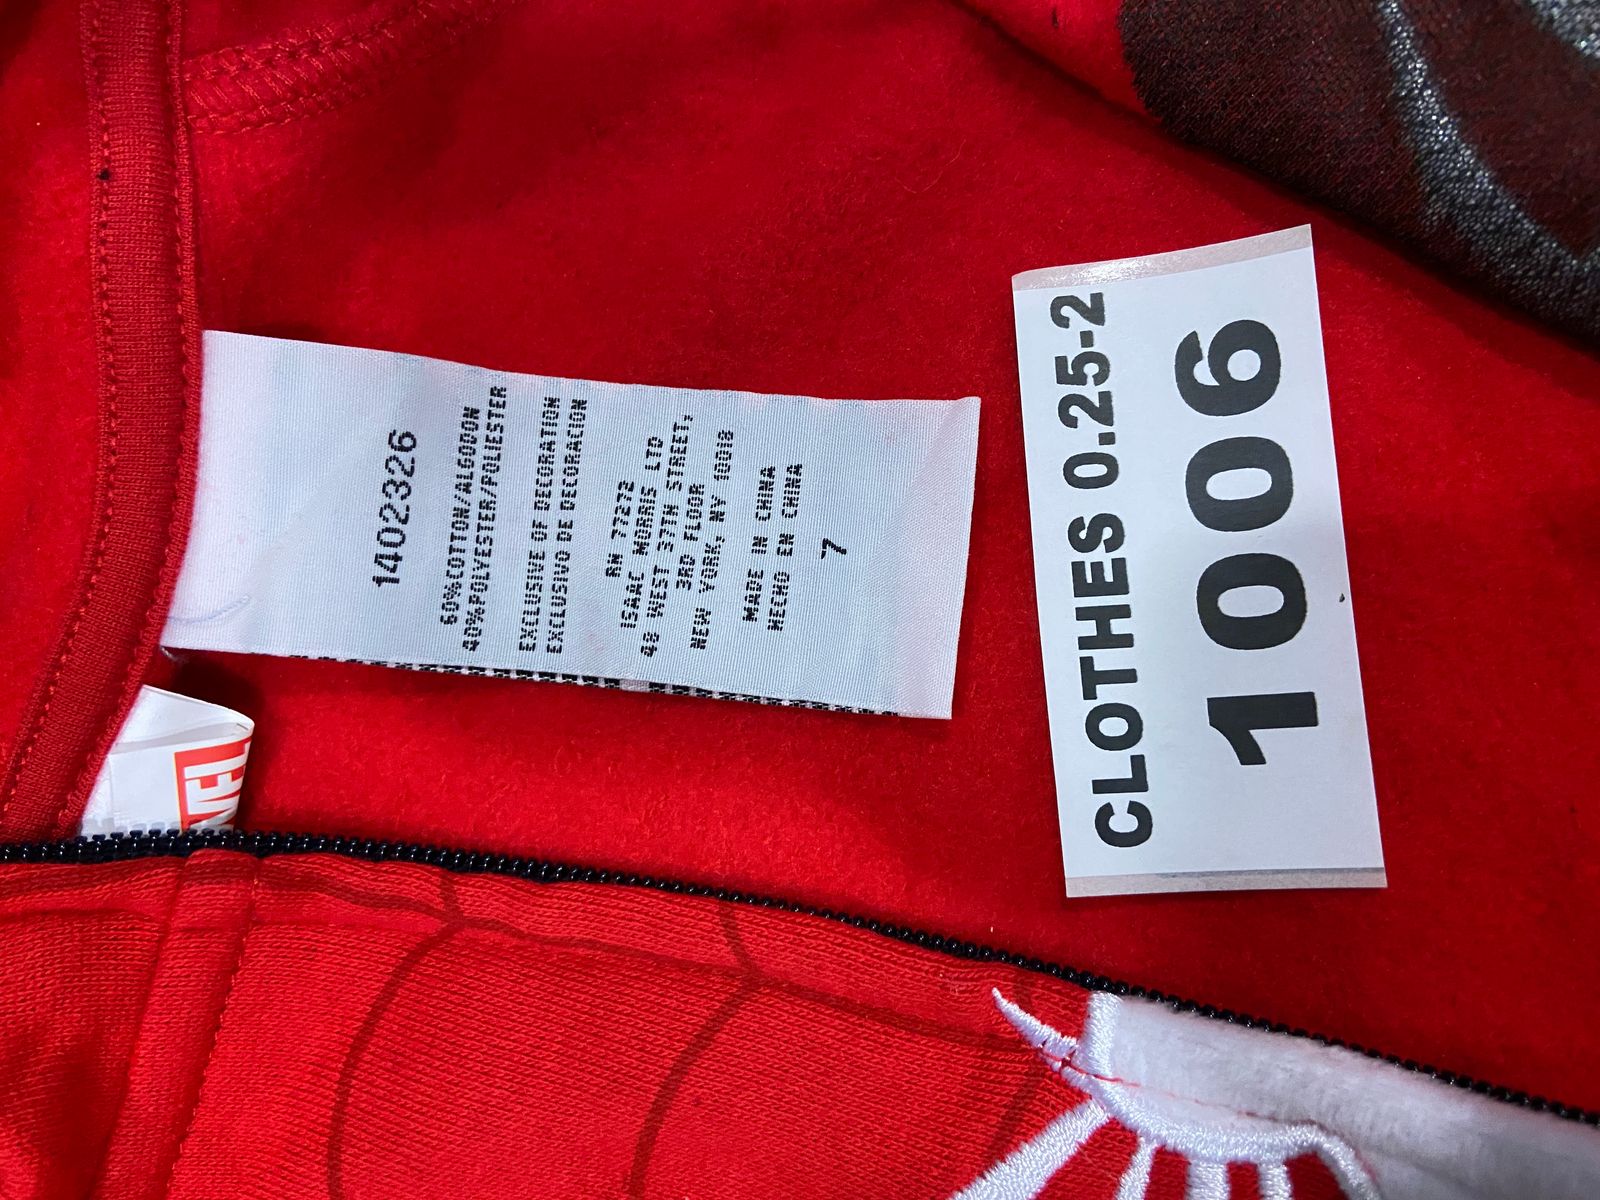 1402326
60%COTTON/ALGODON
40%POLYESTER/POLIESTER
EXCLUSIVE OF DECORATION
EXCLUSIVO DE DECORACION
RN 77272
ISAAC MORRIS LTD
48 WEST 37TH STREET,
3RD FLOOR
NEW YORK, NY 10018
MADE IN CHINA
HECHO EN CHINA
7
CLOTHES 0.25-2
1006